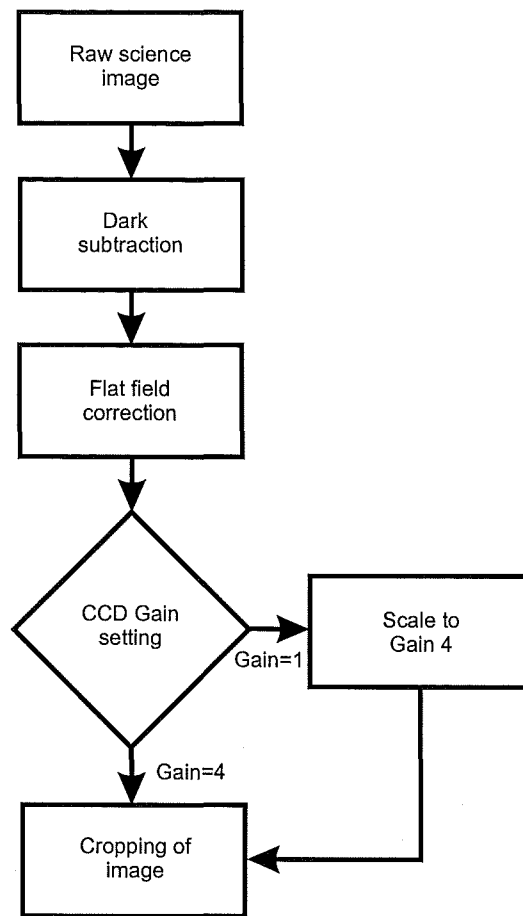 Raw science
image
Dark
subtraction
Flat field
correction
CCD Gain
setting
Gain=1
Scale to
Gain 4
Gain=4
Cropping of
image